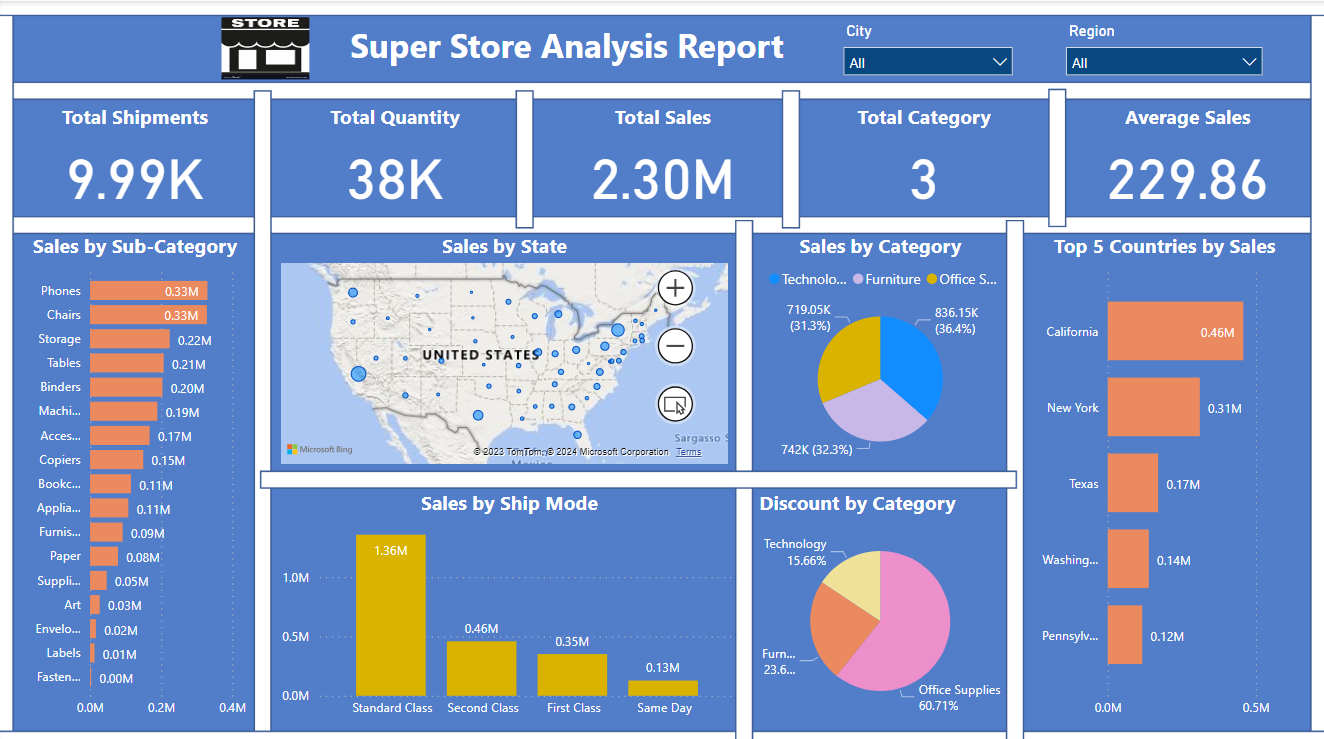 STORE
Super Store Analysis Report
City
All
Region
All
Total Shipments
9.99K
Total Quantity
38K
Total Sales
2.30M
Total Category
3
Average Sales
229.86
Sales by Sub-Category
Phones 0.33M
Chairs 0.33M
Storage 0.22M
Tables 0.21M
Binders 0.20M
Machi... 0.19M
Acces... 0.17M
Copiers 0.15M
Bookc... 0.11M
Applia... 0.11M
Furnis... 0.09M
Paper 0.08M
Suppli... 0.05M
Art 0.03M
Envelo... 0.02M
Labels 0.01M
Fasten... 0.00M
0.0M 0.2M 0.4M
Sales by State
UNITED STATES
Sargasso S
Microsoft Bing
© 2023 TomTom, © 2024 Microsoft Corporation Terms
Mexico
Sales by Category
Technolo... Furniture Office S...
719.05K
(31.3%)
836.15K
(36.4%)
742K (32.3%)
Top 5 Countries by Sales
California 0.46M
New York 0.31M
Texas 0.17M
Washing... 0.14M
Pennsylv... 0.12M
0.0M 0.5M
Sales by Ship Mode
1.0M
0.5M
0.0M
1.36M
0.46M
0.35M
0.13M
Standard Class Second Class First Class Same Day
Discount by Category
Technology
15.66%
Furn...
23.6...
Office Supplies
60.71%